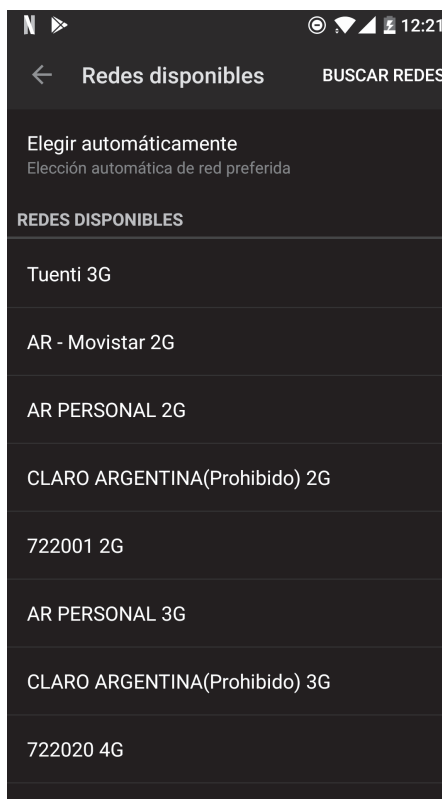 N 12:21
Redes disponibles BUSCAR REDES
Elegir automáticamente
Elección automática de red preferida
REDES DISPONIBLES
Tuenti 3G
AR - Movistar 2G
AR PERSONAL 2G
CLARO ARGENTINA(Prohibido) 2G
722001 2G
AR PERSONAL 3G
CLARO ARGENTINA(Prohibido) 3G
722020 4G